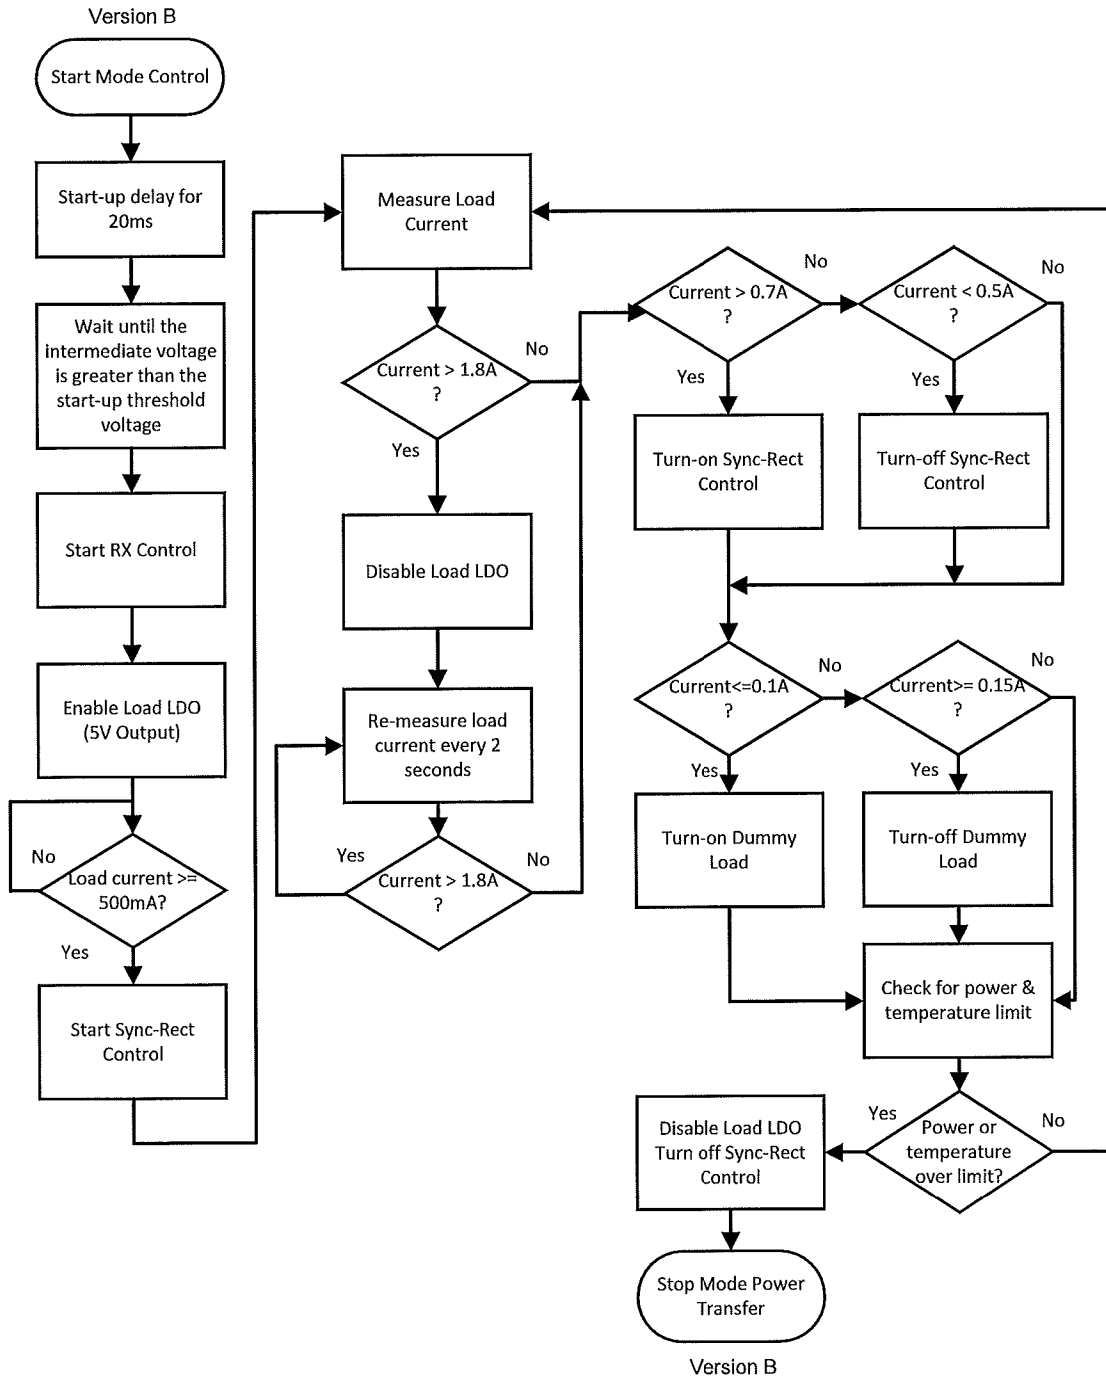 Version B
Start Mode Control
Start-up delay for
20ms
Wait until the
intermediate voltage
is greater than the
start-up threshold
voltage
Start RX Control
Enable Load LDO
(5V Output)
No
Load current >=
500mA?
Yes
Start Sync-Rect
Control
Measure Load
Current
No
Current > 1.8A
?
Yes
Disable Load LDO
Re-measure load
current every 2
seconds
Yes
No
Current > 1.8A
?
No
Current > 0.7A
?
Yes
No
Current < 0.5A
?
Yes
Turn-on Sync-Rect
Control
Turn-off Sync-Rect
Control
No
Current<=0.1A
?
Yes
No
Current>= 0.15A
?
Yes
Turn-on Dummy
Load
Turn-off Dummy
Load
Check for power &
temperature limit
Yes
No
Power or
temperature
over limit?
Disable Load LDO
Turn off Sync-Rect
Control
Stop Mode Power
Transfer
Version B